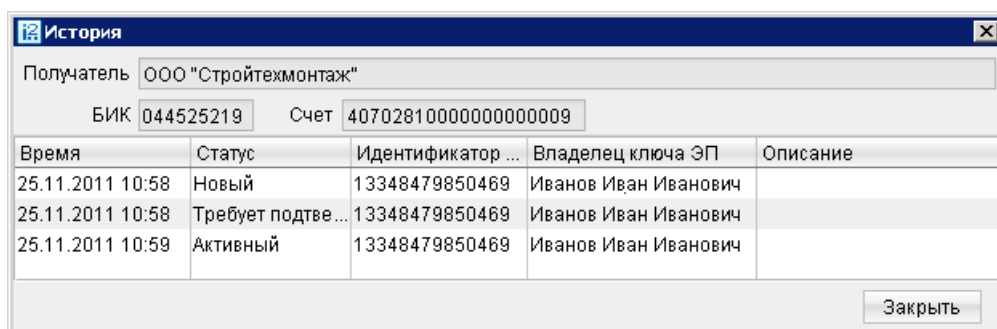 История
Получатель ООО "Стройтехмонтаж"
БИК 044525219 Счет 40702810000000000009
Время Статус Идентификатор ... Владелец ключа ЭП Описание
25.11.2011 10:58 Новый 13348479850469 Иванов Иван Иванович
25.11.2011 10:58 Требует подтве... 13348479850469 Иванов Иван Иванович
25.11.2011 10:59 Активный 13348479850469 Иванов Иван Иванович
Закрыть